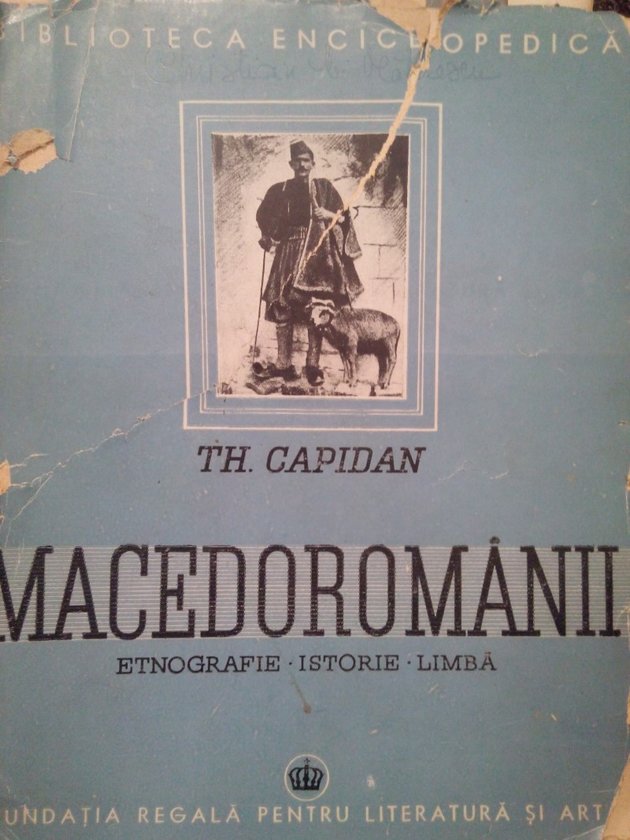 BIBLIOTECA ENCICLOPEDICĂ
TH. CAPIDAN
MACEDOROMÂNII
ETNOGRAFIE · ISTORIE · LIMBĂ
FUNDAȚIA REGALĂ PENTRU LITERATURĂ ȘI ARTĂ